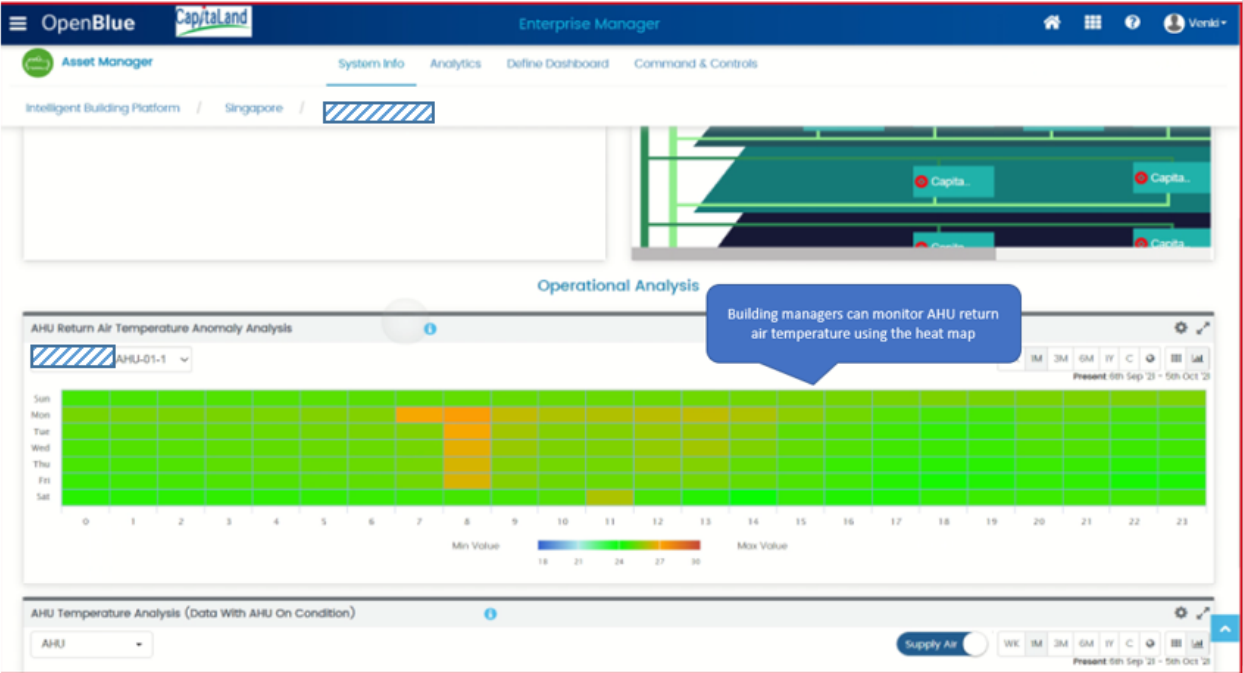 OpenBlue
CapitaLand
Enterprise Manager
Venki
Asset Manager
System Info Analytics Define Dashboard Command & Controls
Intelligent Building Platform / Singapore /
Capita...
Capita...
Capita
Operational Analysis
Building managers can monitor AHU return
air temperature using the heat map
AHU Return Air Temperature Anomaly Analysis
AHU-01-1
1M 3M 6M 1Y C
Present 6th Sep '21 - 5th Oct '21
Sun
Mon
Tue
Wed
Thu
Fri
Sat
0 1 2 3 4 5 6 7 8 9 10 11 12 13 14 15 16 17 18 19 20 21 22 23
Min Value Max Value
18 21 24 27 30
AHU Temperature Analysis (Data With AHU On Condition)
AHU
Supply Air
WK 1M 3M 6M 1Y C
Present 6th Sep '21 - 5th Oct '21